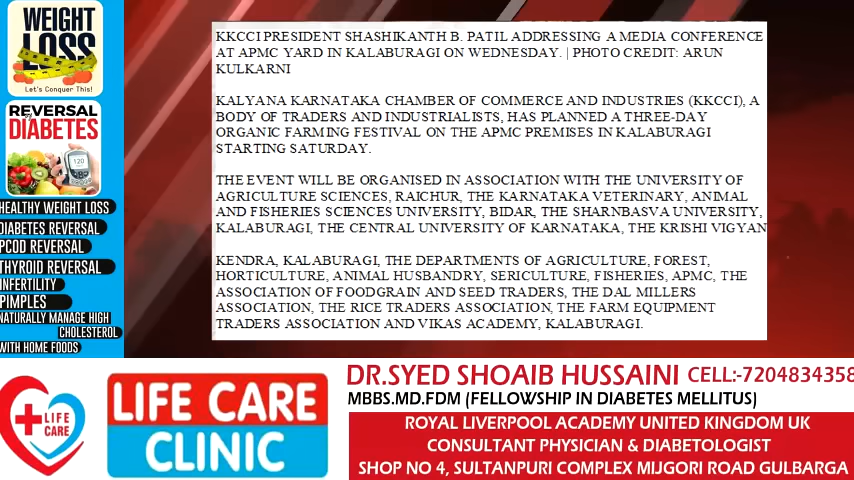 WEIGHT
LOSS
Let's Conquer This!
REVERSAL
OF
DIABETES
120
HEALTHY WEIGHT LOSS
DIABETES REVERSAL
PCOD REVERSAL
THYROID REVERSAL
INFERTILITY
PIMPLES
NATURALLY MANAGE HIGH
CHOLESTEROL
WITH HOME FOODS
KKCCI PRESIDENT SHASHIKANTH B. PATIL ADDRESSING A MEDIA CONFERENCE
AT APMC YARD IN KALABURAGI ON WEDNESDAY. | PHOTO CREDIT: ARUN
KULKARNI
KALYANA KARNATAKA CHAMBER OF COMMERCE AND INDUSTRIES (KKCCI), A
BODY OF TRADERS AND INDUSTRIALISTS, HAS PLANNED A THREE-DAY
ORGANIC FARMING FESTIVAL ON THE APMC PREMISES IN KALABURAGI
STARTING SATURDAY.
THE EVENT WILL BE ORGANISED IN ASSOCIATION WITH THE UNIVERSITY OF
AGRICULTURE SCIENCES, RAICHUR, THE KARNATAKA VETERINARY, ANIMAL
AND FISHERIES SCIENCES UNIVERSITY, BIDAR, THE SHARNBASVA UNIVERSITY,
KALABURAGI, THE CENTRAL UNIVERSITY OF KARNATAKA, THE KRISHI VIGYAN
KENDRA, KALABURAGI, THE DEPARTMENTS OF AGRICULTURE, FOREST,
HORTICULTURE, ANIMAL HUSBANDRY, SERICULTURE, FISHERIES, APMC, THE
ASSOCIATION OF FOODGRAIN AND SEED TRADERS, THE DAL MILLERS
ASSOCIATION, THE RICE TRADERS ASSOCIATION, THE FARM EQUIPMENT
TRADERS ASSOCIATION AND VIKAS ACADEMY, KALABURAGI.
LIFE
CARE
LIFE CARE
CLINIC
DR.SYED SHOAIB HUSSAINI CELL:-7204834358
MBBS.MD.FDM (FELLOWSHIP IN DIABETES MELLITUS)
ROYAL LIVERPOOL ACADEMY UNITED KINGDOM UK
CONSULTANT PHYSICIAN & DIABETOLOGIST
SHOP NO 4, SULTANPURI COMPLEX MIJGORI ROAD GULBARGA